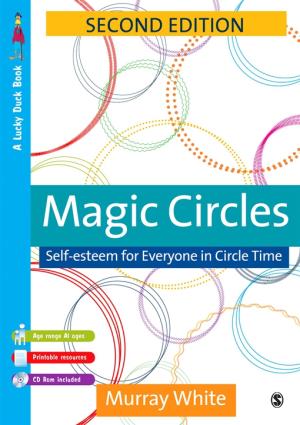 SECOND EDITION
A Lucky Duck Book
Magic Circles
Self-esteem for Everyone in Circle Time
Age range All ages
Printable resources
CD Rom included
Murray White
SAGE